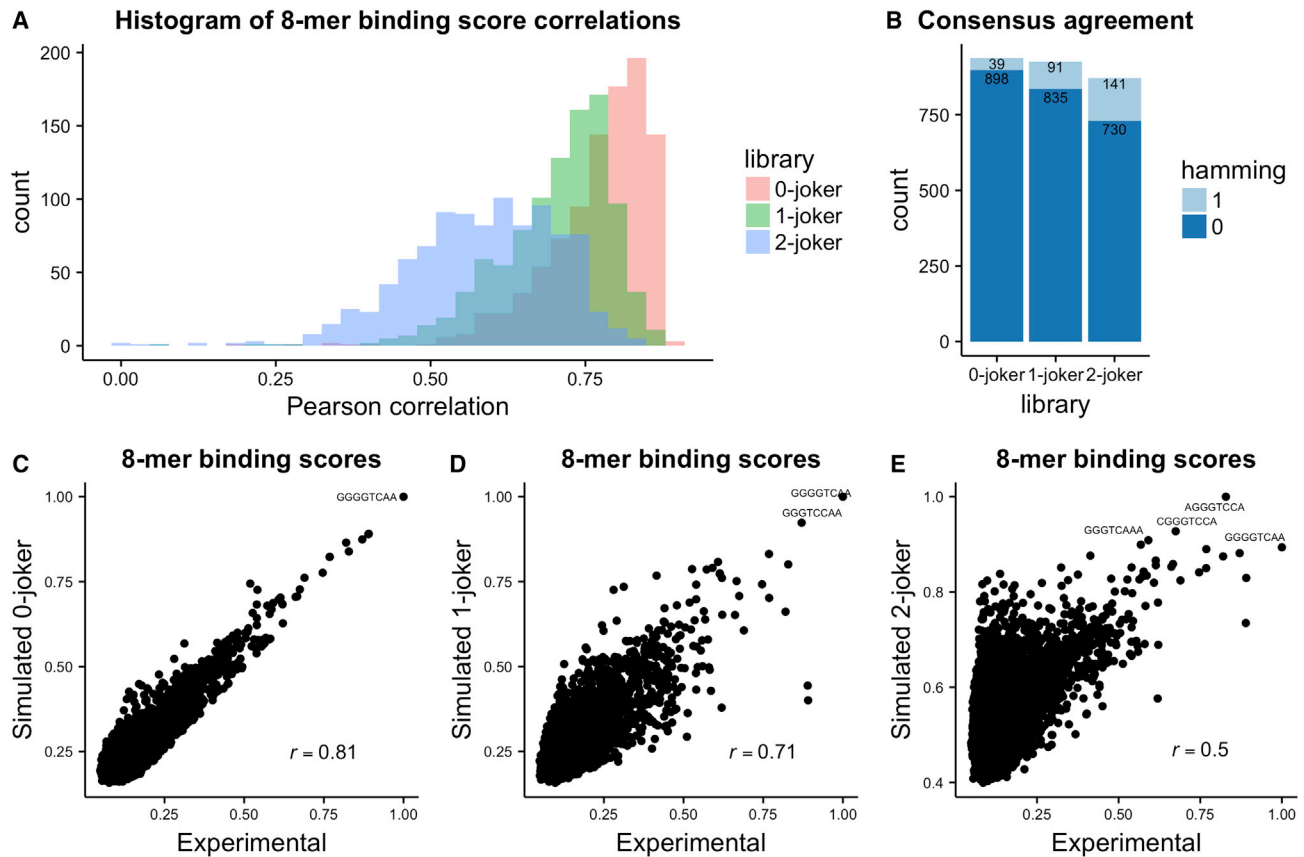 A Histogram of 8-mer binding score correlations
200
150
100
50
0
count
0.00 0.25 0.50 0.75
Pearson correlation
library
0-joker
1-joker
2-joker
B Consensus agreement
39 91 141
898 835 730
750
500
250
0
count
0-joker 1-joker 2-joker
library
hamming
1
0
C 8-mer binding scores
1.00
0.75
0.50
0.25
Simulated 0-joker
GGGGTCAA
r = 0.81
0.25 0.50 0.75 1.00
Experimental
D 8-mer binding scores
1.00
0.75
0.50
0.25
Simulated 1-joker
GGGGTCAA
GGGTCCAA
r = 0.71
0.25 0.50 0.75 1.00
Experimental
E 8-mer binding scores
1.0
0.8
0.6
0.4
Simulated 2-joker
AGGGTCCA
CGGGTCCA
GGGTCAAA
GGGGTCAA
r = 0.5
0.25 0.50 0.75 1.00
Experimental